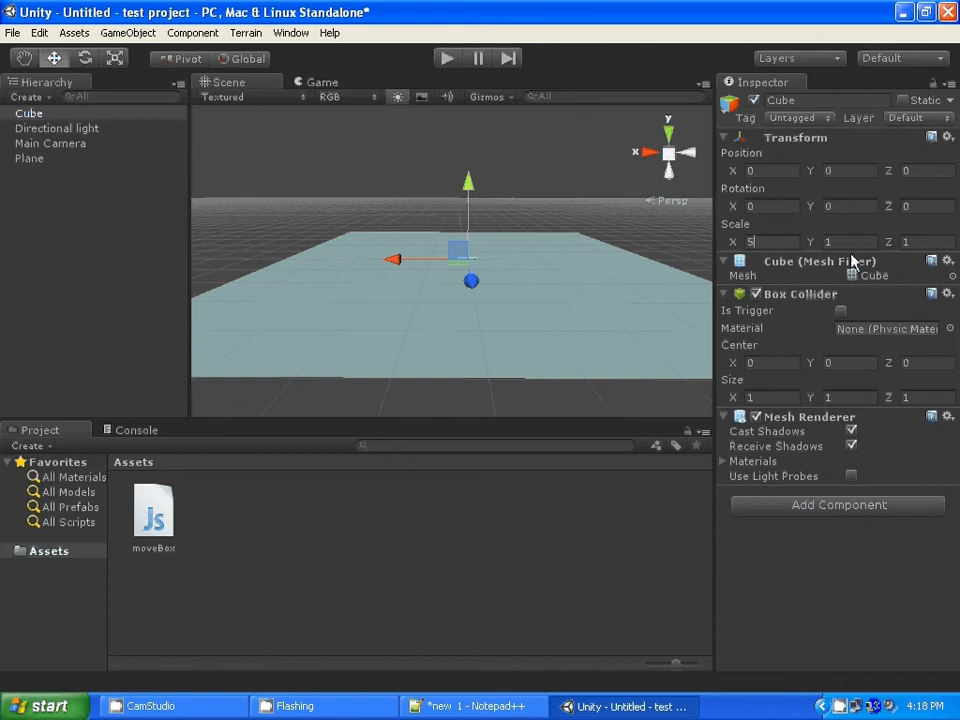 Unity - Untitled - test project - PC, Mac & Linux Standalone*
File Edit Assets GameObject Component Terrain Window Help
Pivot Global Layers Default
Hierarchy
Create All
Cube
Directional light
Main Camera
Plane
Scene Game
Textured RGB Gizmos All
y
x
Persp
Inspector
Cube Static
Tag Untagged Layer Default
Transform
Position
X 0 Y 0 Z 0
Rotation
X 0 Y 0 Z 0
Scale
X 5 Y 1 Z 1
Cube (Mesh Filter)
Mesh Cube
Box Collider
Is Trigger
Material None (Physic Mater
Center
X 0 Y 0 Z 0
Size
X 1 Y 1 Z 1
Mesh Renderer
Cast Shadows
Receive Shadows
Materials
Use Light Probes
Add Component
Project Console
Create
Favorites
All Materials
All Models
All Prefabs
All Scripts
Assets
Assets
Js
moveBox
start CamStudio Flashing *new 1 - Notepad++ Unity - Untitled - test ... 4:18 PM